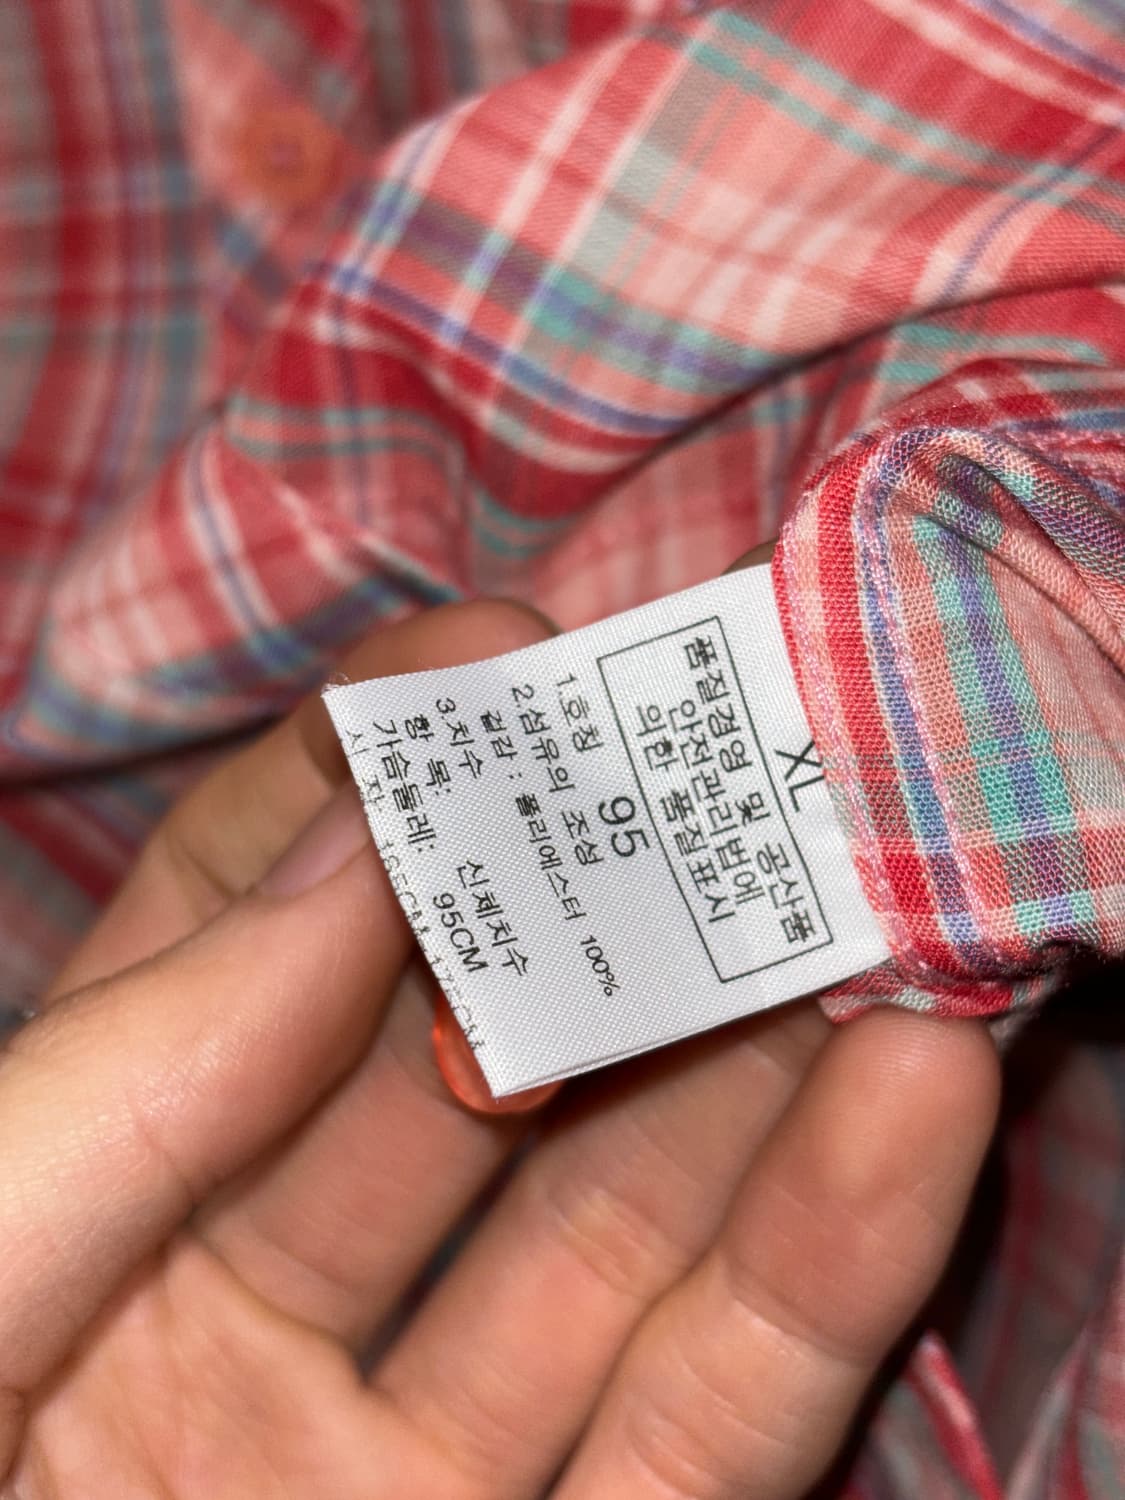 XL
품질경영 및 공산품
안전관리법에
의한 품질표시
95
1.호칭
2.섬유의 조성
겉감 : 폴리에스터 100%
3.치수
항 목: 신체치수
가슴둘레: 95CM